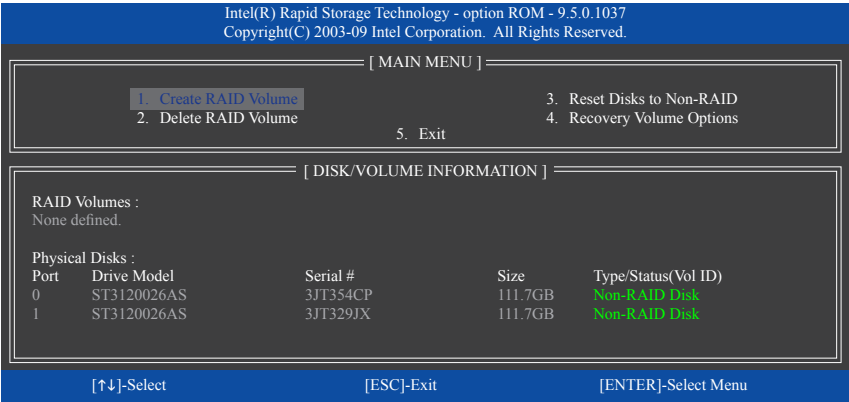 Intel(R) Rapid Storage Technology - option ROM - 9.5.0.1037
Copyright(C) 2003-09 Intel Corporation. All Rights Reserved.
[ MAIN MENU ]
1. Create RAID Volume 3. Reset Disks to Non-RAID
2. Delete RAID Volume 4. Recovery Volume Options
5. Exit
[ DISK/VOLUME INFORMATION ]
RAID Volumes :
None defined.
Physical Disks :
Port Drive Model Serial # Size Type/Status(Vol ID)
0 ST3120026AS 3JT354CP 111.7GB Non-RAID Disk
1 ST3120026AS 3JT329JX 111.7GB Non-RAID Disk
[↑↓]-Select [ESC]-Exit [ENTER]-Select Menu